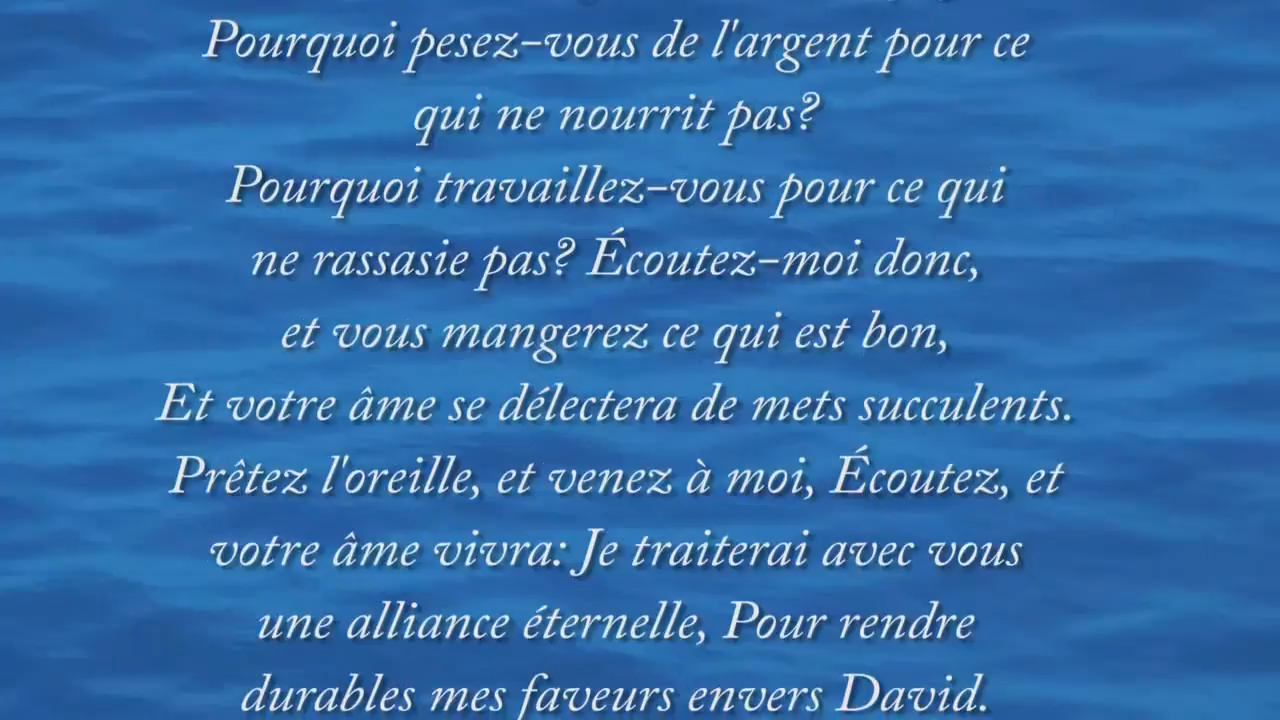 Pourquoi pesez-vous de l'argent pour ce
qui ne nourrit pas?
Pourquoi travaillez-vous pour ce qui
ne rassasie pas? Écoutez-moi donc,
et vous mangerez ce qui est bon,
Et votre âme se délectera de mets succulents.
Prêtez l'oreille, et venez à moi, Écoutez, et
votre âme vivra: Je traiterai avec vous
une alliance éternelle, Pour rendre
durables mes faveurs envers David.